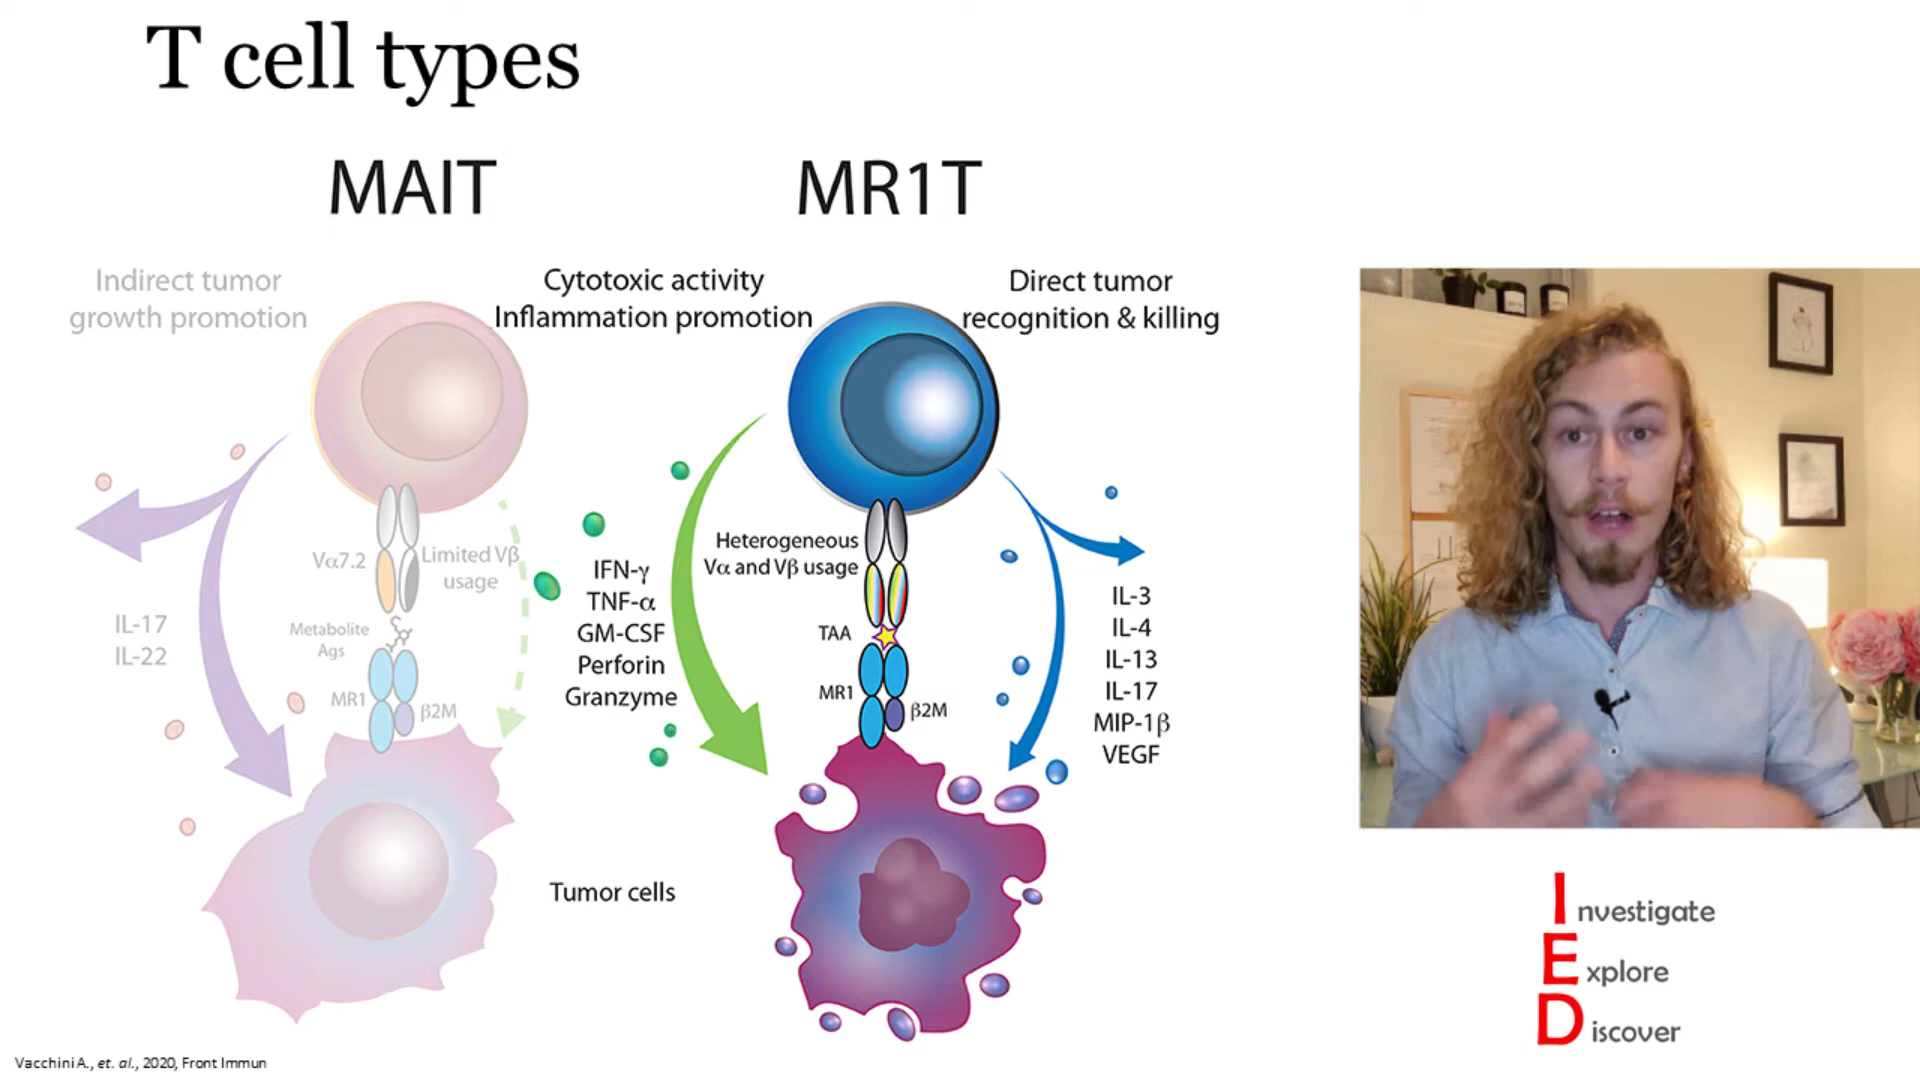 T cell types
MAIT
MR1T
Indirect tumor
growth promotion
Cytotoxic activity
Inflammation promotion
Direct tumor
recognition & killing
Vα7.2
Limited Vβ
usage
IL-17
IL-22
Metabolite
Ags
MR1
β2M
IFN-γ
TNF-α
GM-CSF
Perforin
Granzyme
Heterogeneous
Vα and Vβ usage
TAA
MR1
β2M
IL-3
IL-4
IL-13
IL-17
MIP-1β
VEGF
Tumor cells
Investigate
Explore
Discover
Vacchini A., et. al., 2020, Front Immun